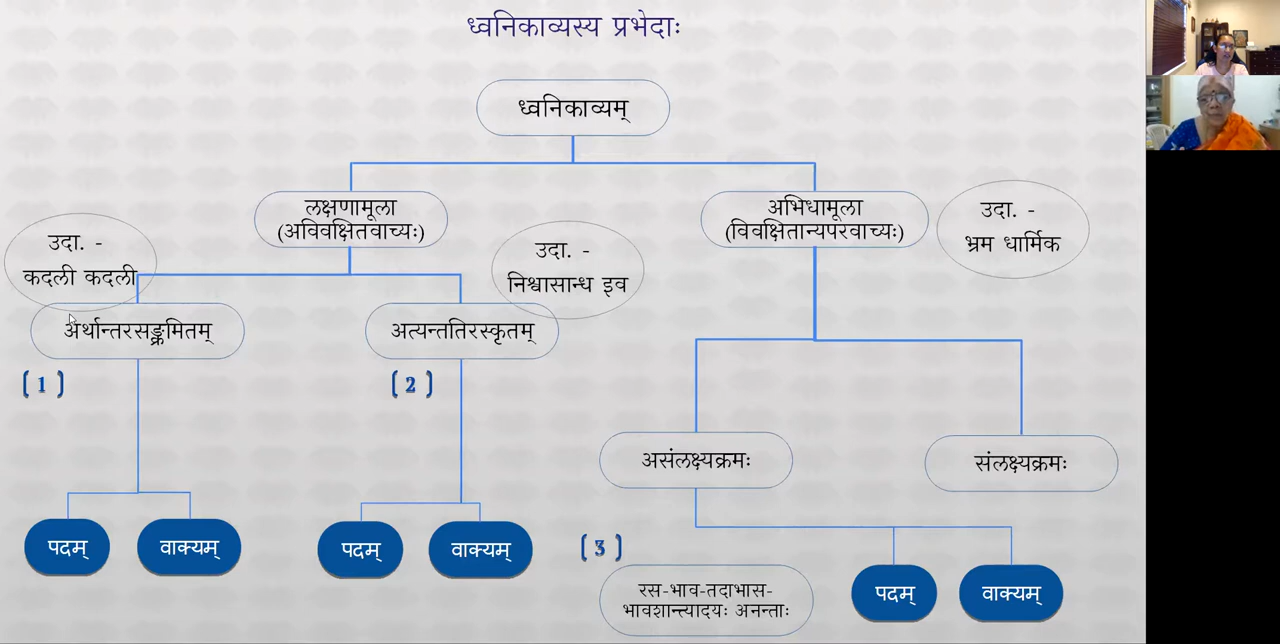 ध्वनिकाव्यस्य प्रभेदाः
ध्वनिकाव्यम्
लक्षणामूला
(अविवक्षितवाच्यः)
अभिधामूला
(विवक्षितान्यपरवाच्यः)
उदा. -
भ्रम धार्मिक
उदा. -
कदली कदली
उदा. -
निश्वासान्ध इव
अर्थान्तरसङ्क्रमितम्
अत्यन्ततिरस्कृतम्
[ 1 ]
[ 2 ]
असंलक्ष्यक्रमः
संलक्ष्यक्रमः
पदम्
वाक्यम्
पदम्
वाक्यम्
[ 3 ]
रस-भाव-तदाभास-
भावशान्त्यादयः अनन्ताः
पदम्
वाक्यम्